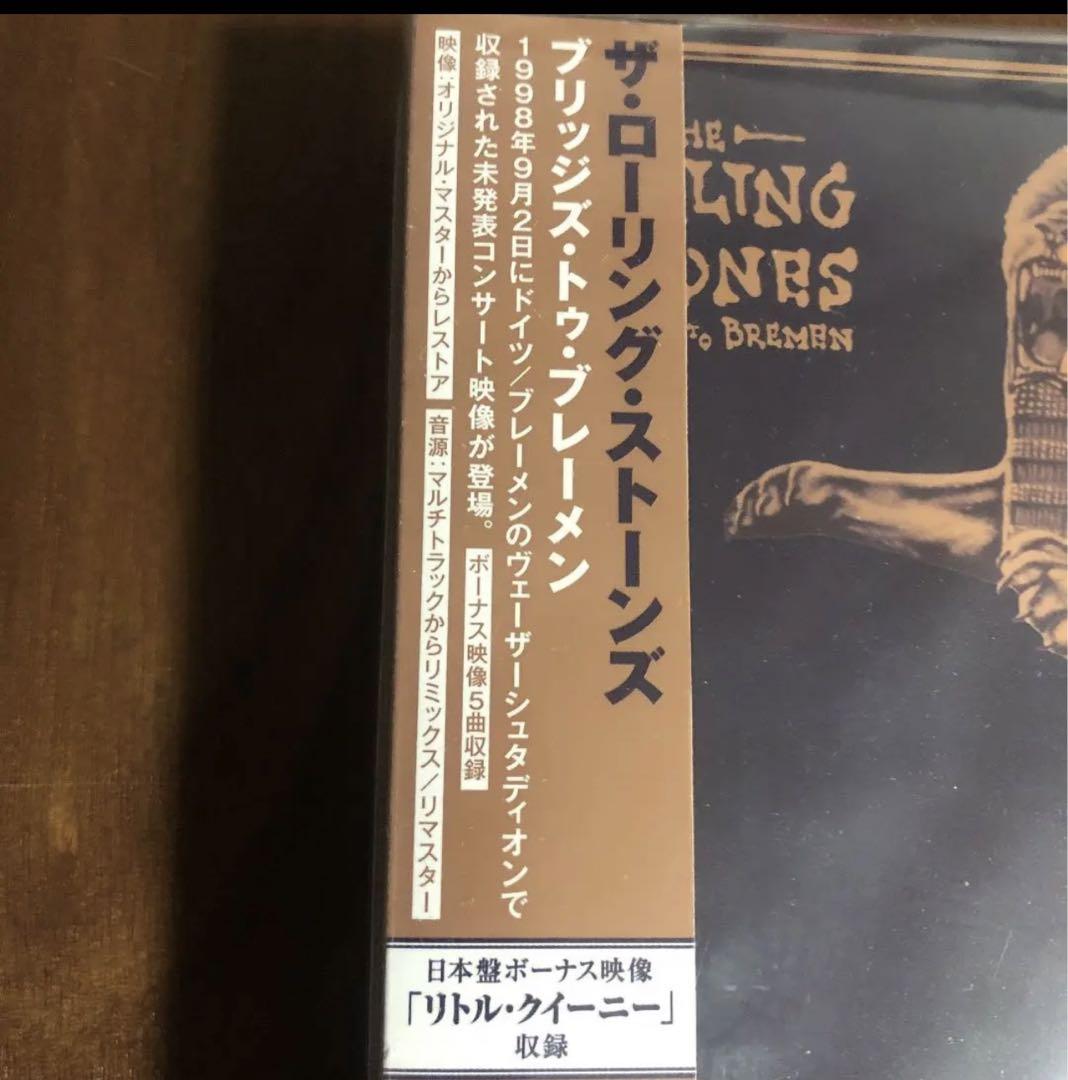 ザ・ローリング・ストーンズ
ブリッジズ・トゥ・ブレーメン
1998年9月2日にドイツ/ブレーメンのヴェーザーシュタディオンで
収録された未発表コンサート映像が登場。
ボーナス映像5曲収録
映像:オリジナル・マスターからレストア
音源:マルチトラックからリミックス/リマスター
日本盤ボーナス映像
「リトル・クイーニー」
収録
HE
LING
ONES
TO BREMEN